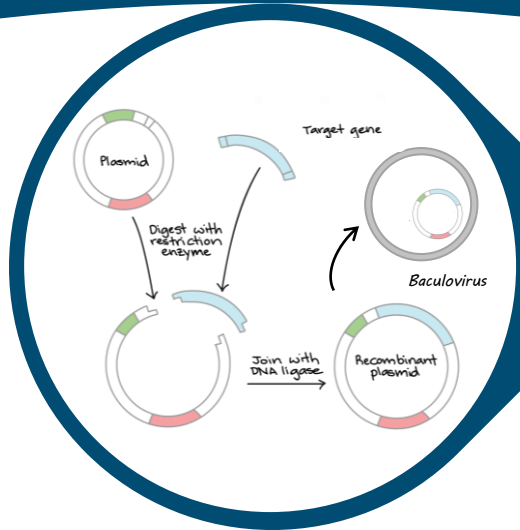 Target gene
Plasmid
Digest with
restriction
enzyme
Baculovirus
Join with
DNA ligase
Recombinant
plasmid